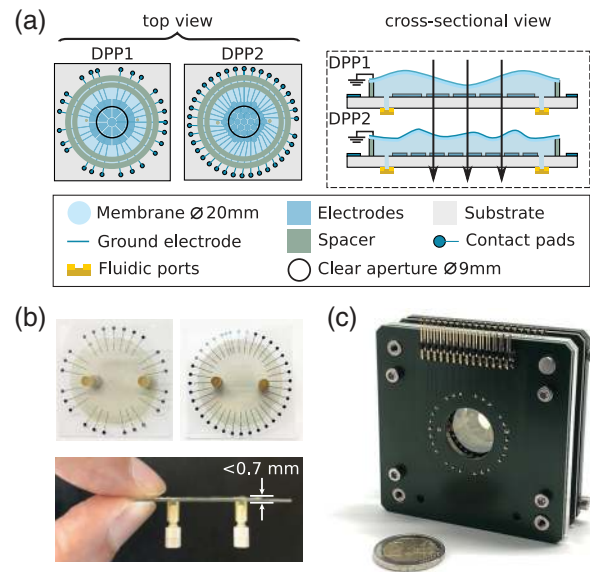 (a)
top view
cross-sectional view
DPP1
DPP2
DPP1
DPP2
Membrane Ø 20mm
Electrodes
Substrate
Ground electrode
Spacer
Contact pads
Fluidic ports
Clear aperture Ø9mm
(b)
(c)
<0.7 mm